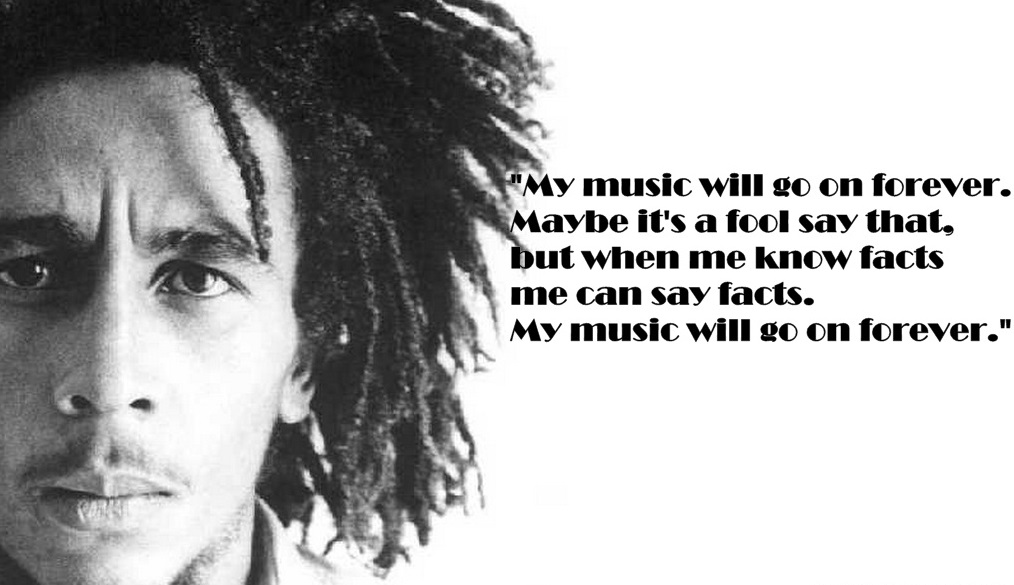 "My music will go on forever.
Maybe it's a fool say that,
but when me know facts
me can say facts.
My music will go on forever."